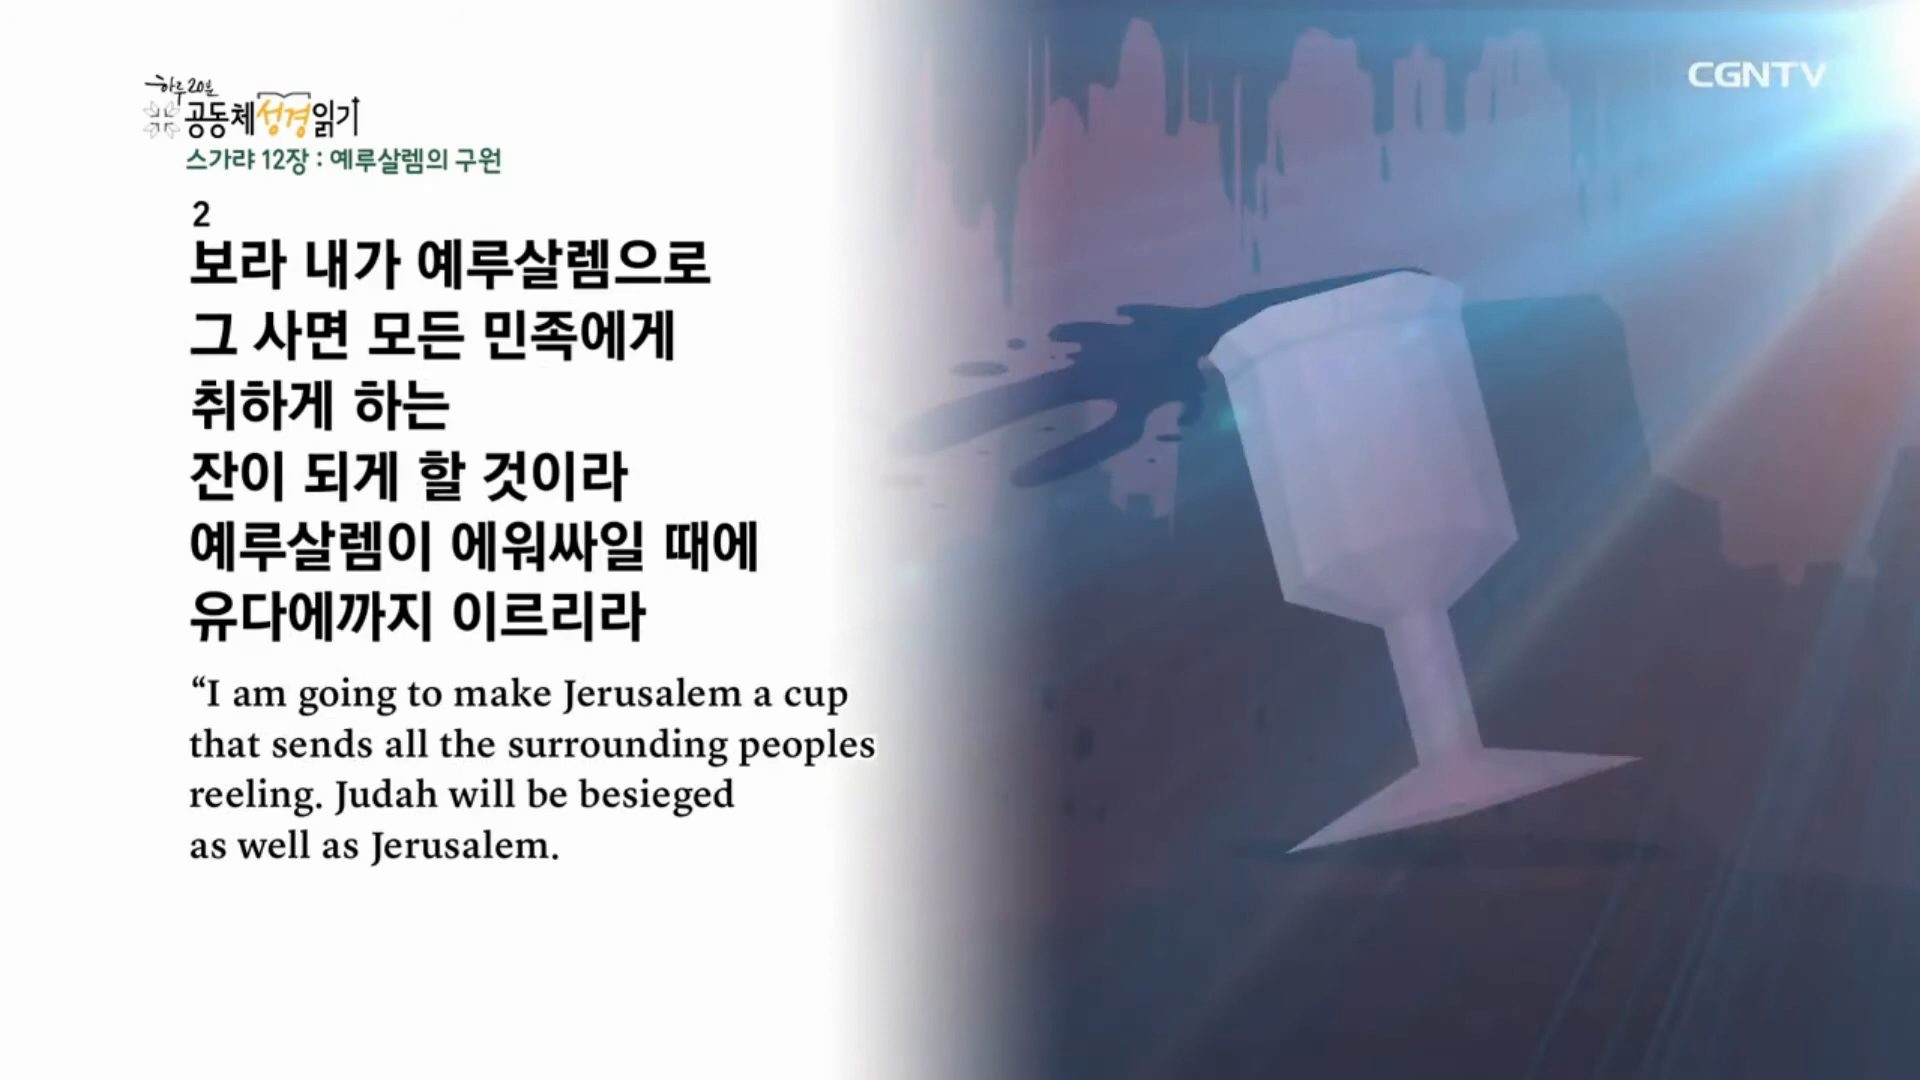 하루 20분
공동체성경읽기
CGNTV
스가랴 12장 : 예루살렘의 구원
2
보라 내가 예루살렘으로
그 사면 모든 민족에게
취하게 하는
잔이 되게 할 것이라
예루살렘이 에워싸일 때에
유다에까지 이르리라
“I am going to make Jerusalem a cup
that sends all the surrounding peoples
reeling. Judah will be besieged
as well as Jerusalem.